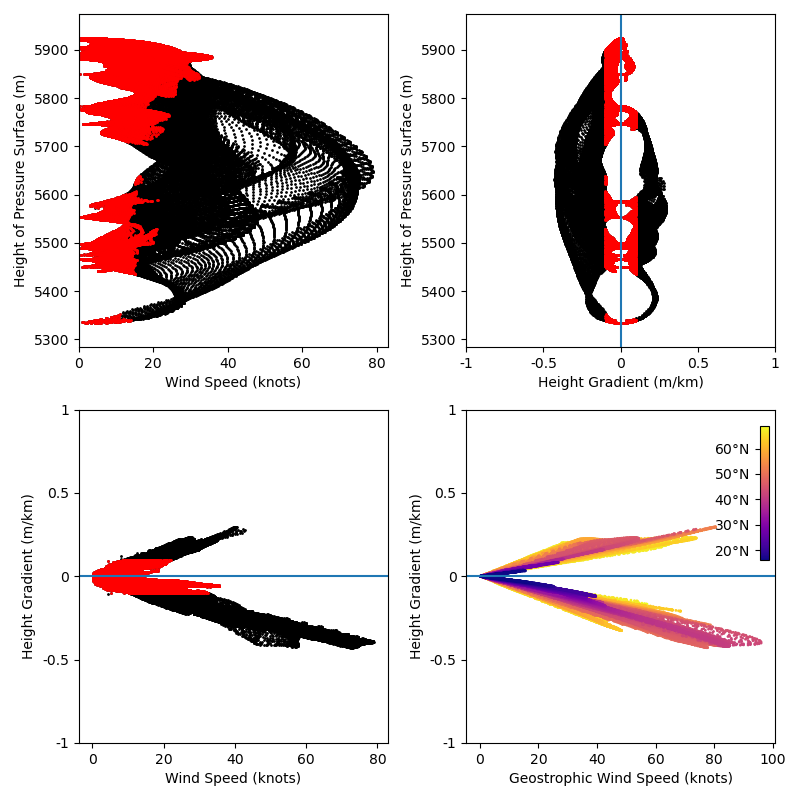 Height of Pressure Surface (m)
5900
5800
5700
5600
5500
5400
5300
0 20 40 60 80
Wind Speed (knots)
Height of Pressure Surface (m)
5900
5800
5700
5600
5500
5400
5300
-1 -0.5 0 0.5 1
Height Gradient (m/km)
Height Gradient (m/km)
1
0.5
0
-0.5
-1
0 20 40 60 80
Wind Speed (knots)
Height Gradient (m/km)
1
0.5
0
-0.5
-1
60°N
50°N
40°N
30°N
20°N
0 20 40 60 80 100
Geostrophic Wind Speed (knots)